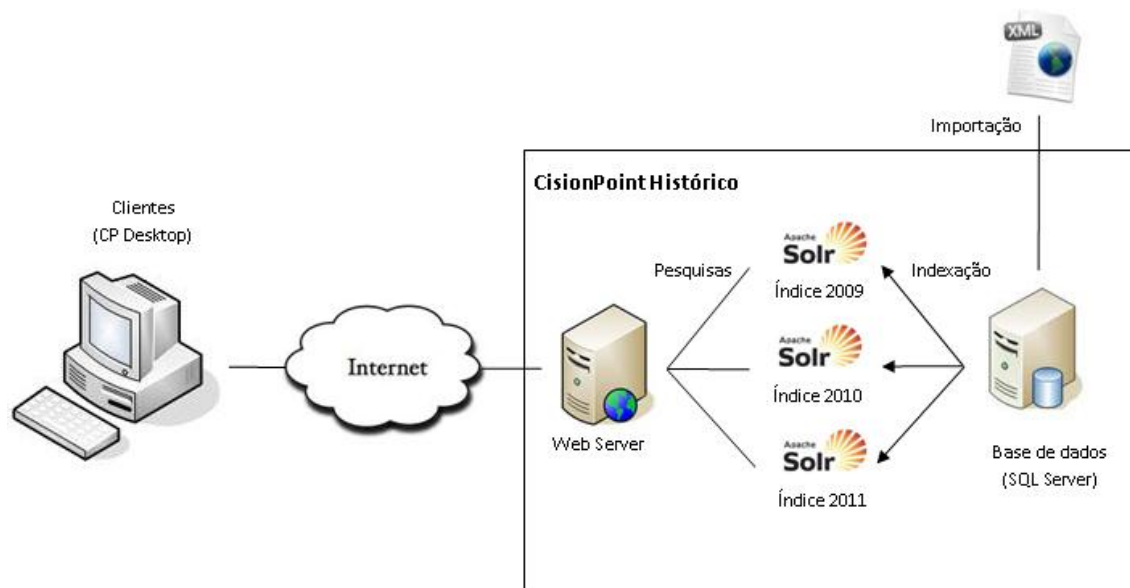 XML
Importação
CisionPoint Histórico
Clientes
(CP Desktop)
Internet
Web Server
Pesquisas
Apache
Solr
Índice 2009
Apache
Solr
Índice 2010
Apache
Solr
Índice 2011
Indexação
Base de dados
(SQL Server)